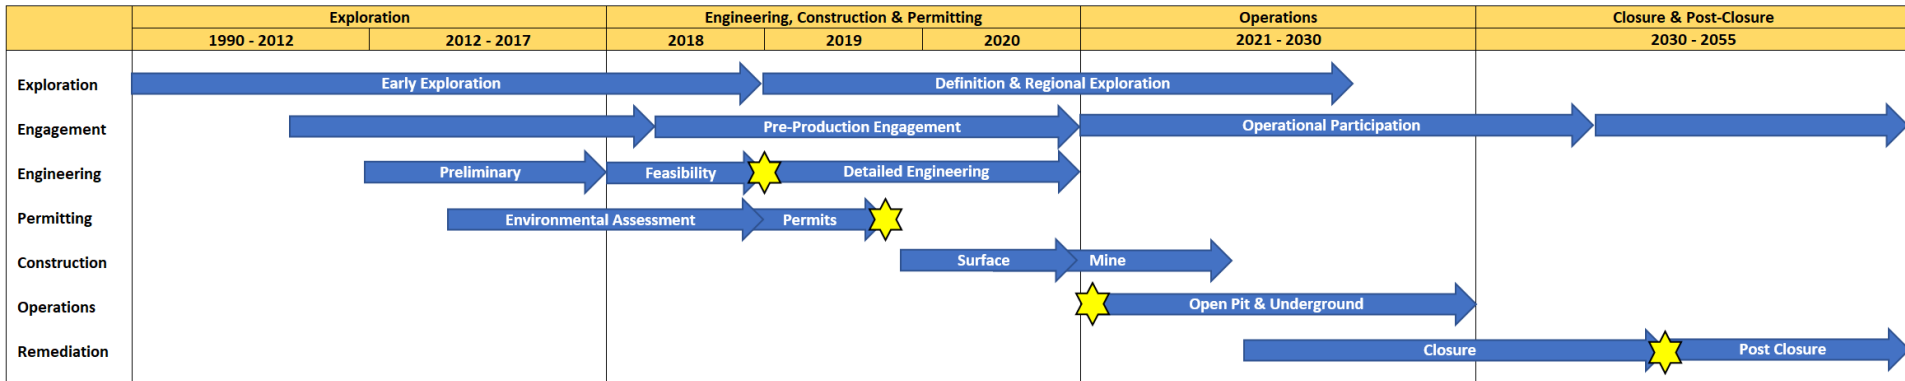 Exploration Engineering, Construction & Permitting Operations Closure & Post-Closure
1990 - 2012 2012 - 2017 2018 2019 2020 2021 - 2030 2030 - 2055
Exploration Early Exploration Definition & Regional Exploration
Engagement Pre-Production Engagement Operational Participation
Engineering Preliminary Feasibility Detailed Engineering
Permitting Environmental Assessment Permits
Construction Surface Mine
Operations Open Pit & Underground
Remediation Closure Post Closure